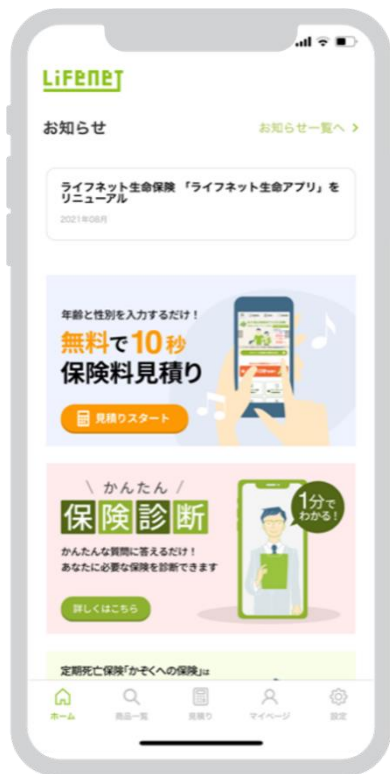 LIFENET
お知らせ
お知らせ一覧へ >
ライフネット生命保険 「ライフネット生命アプリ」を
リニューアル
2021年08月
年齢と性別を入力するだけ!
無料で10秒
保険料見積り
見積りスタート
\ かんたん /
保険診断
1分で
わかる!
かんたんな質問に答えるだけ!
あなたに必要な保険を診断できます
詳しくはこちら
定期死亡保険「かぞくへの保険」は
ホーム 商品一覧 見積り マイページ 設定